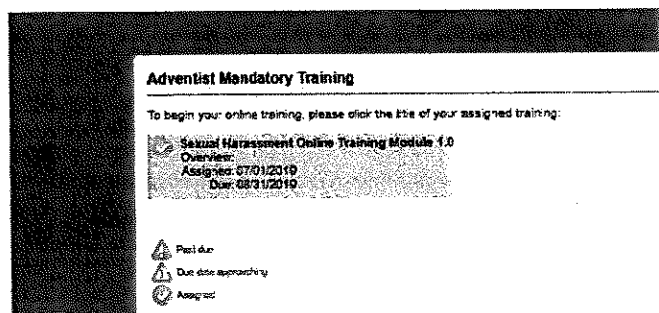 Adventist Mandatory Training
To begin your online training, please click the title of your assigned training:
Sexual Harassment Online Training Module 1.0
Overview:
Assigned: 07/01/2019
Due: 08/31/2019
Past due
Due date approaching
Assigned